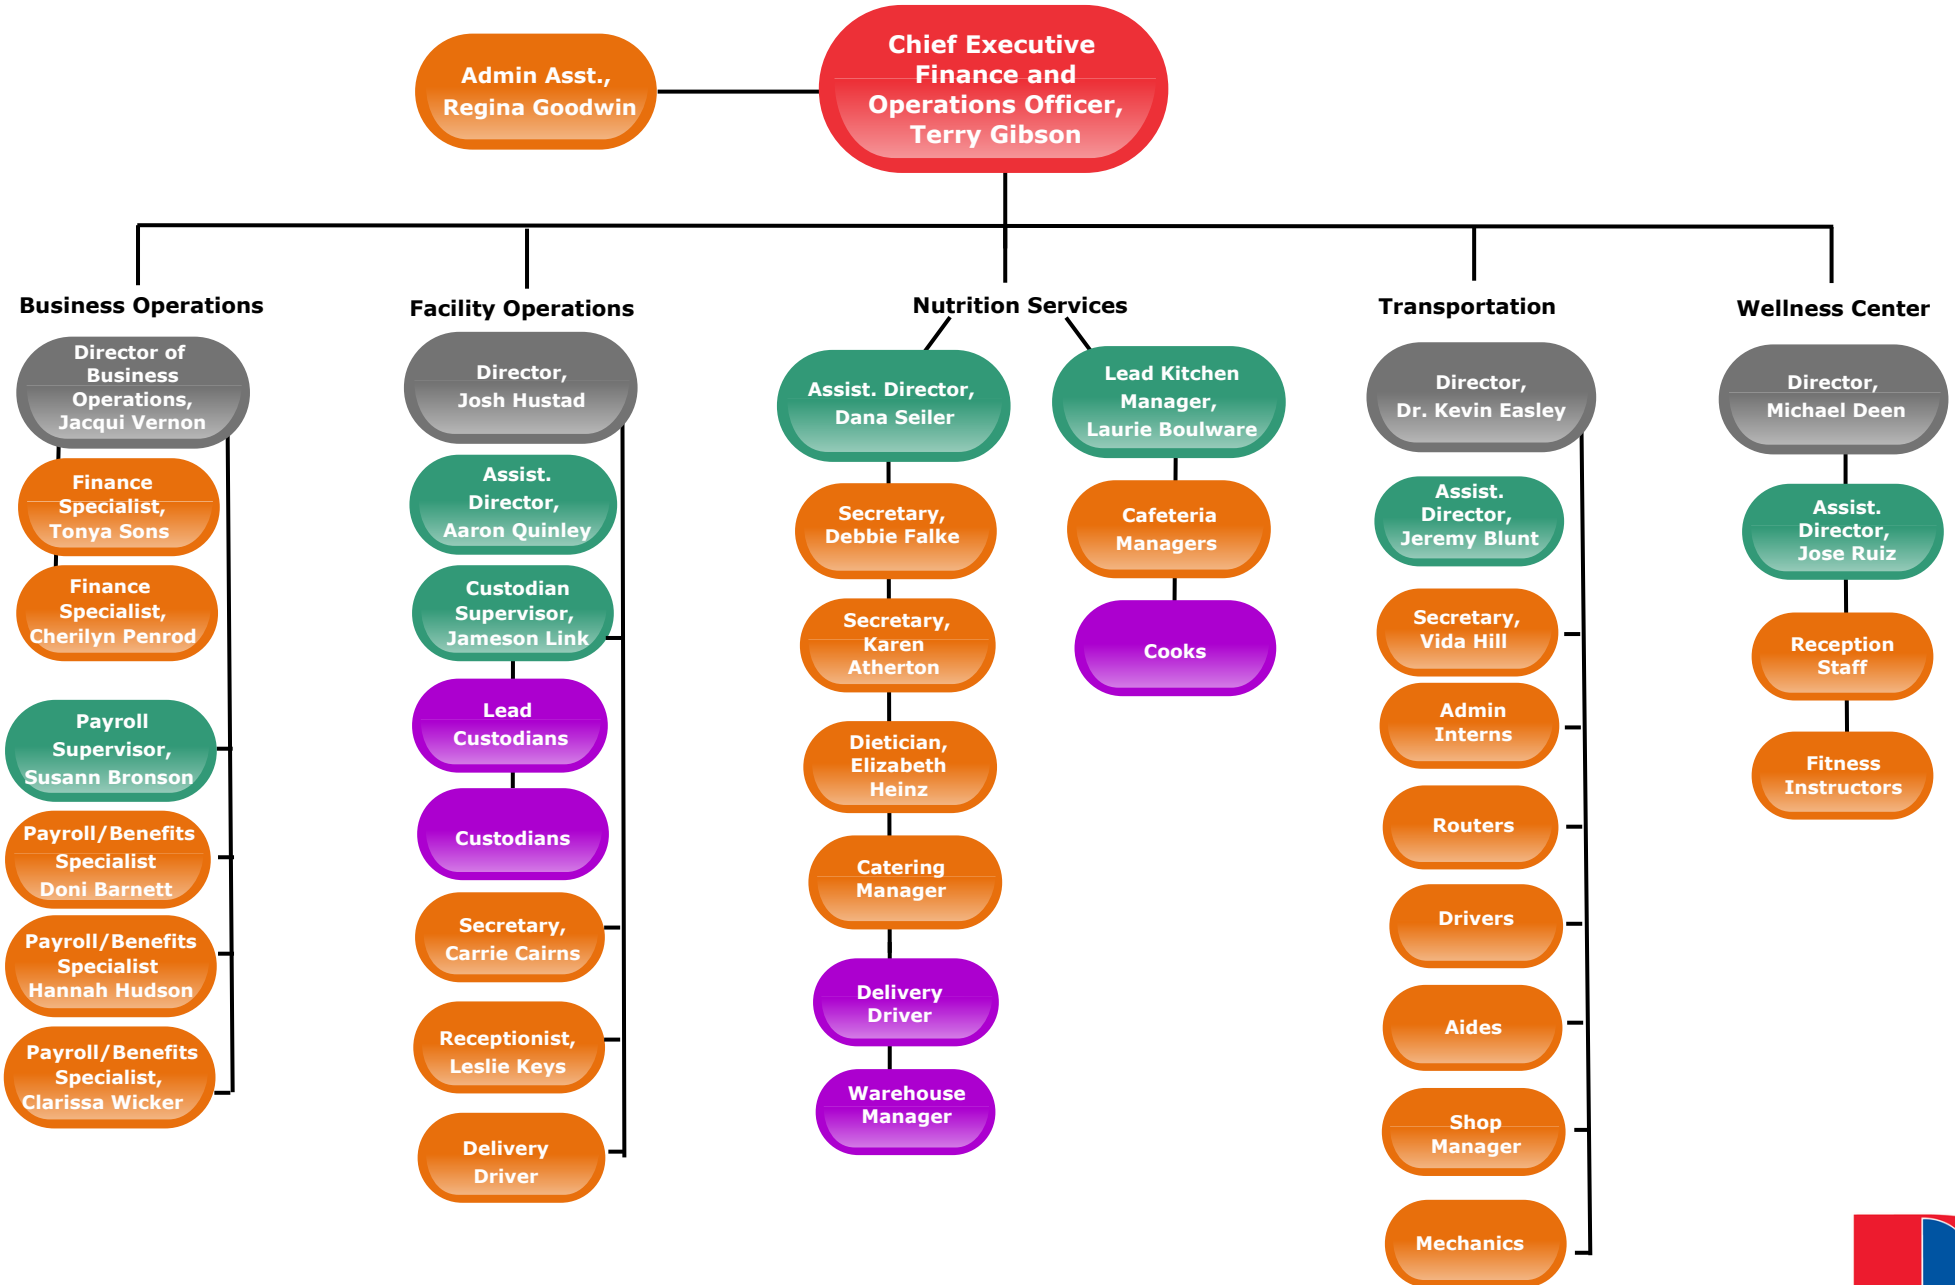 Chief Executive
Finance and
Operations Officer,
Terry Gibson
Admin Asst.,
Regina Goodwin
Business Operations
Director of
Business
Operations,
Jacqui Vernon
Finance
Specialist,
Tonya Sons
Finance
Specialist,
Cherilyn Penrod
Payroll
Supervisor,
Susann Bronson
Payroll/Benefits
Specialist
Doni Barnett
Payroll/Benefits
Specialist
Hannah Hudson
Payroll/Benefits
Specialist,
Clarissa Wicker
Facility Operations
Director,
Josh Hustad
Assist.
Director,
Aaron Quinley
Custodian
Supervisor,
Jameson Link
Lead
Custodians
Custodians
Secretary,
Carrie Cairns
Receptionist,
Leslie Keys
Delivery
Driver
Nutrition Services
Assist. Director,
Dana Seiler
Secretary,
Debbie Falke
Secretary,
Karen
Atherton
Dietician,
Elizabeth
Heinz
Catering
Manager
Delivery
Driver
Warehouse
Manager
Lead Kitchen
Manager,
Laurie Boulware
Cafeteria
Managers
Cooks
Transportation
Director,
Dr. Kevin Easley
Assist.
Director,
Jeremy Blunt
Secretary,
Vida Hill
Admin
Interns
Routers
Drivers
Aides
Shop
Manager
Mechanics
Wellness Center
Director,
Michael Deen
Assist.
Director,
Jose Ruiz
Reception
Staff
Fitness
Instructors